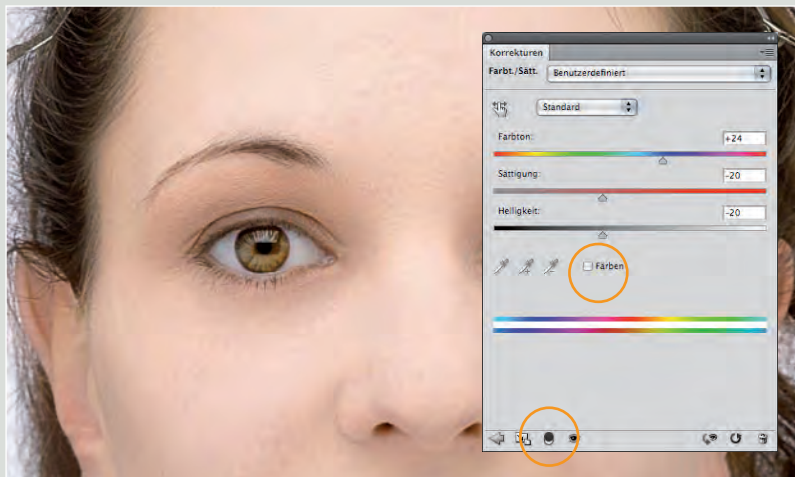 Korrekturen
Farbt./Sätt. Benutzerdefiniert
Standard
Farbton: +24
Sättigung: -20
Helligkeit: -20
Färben